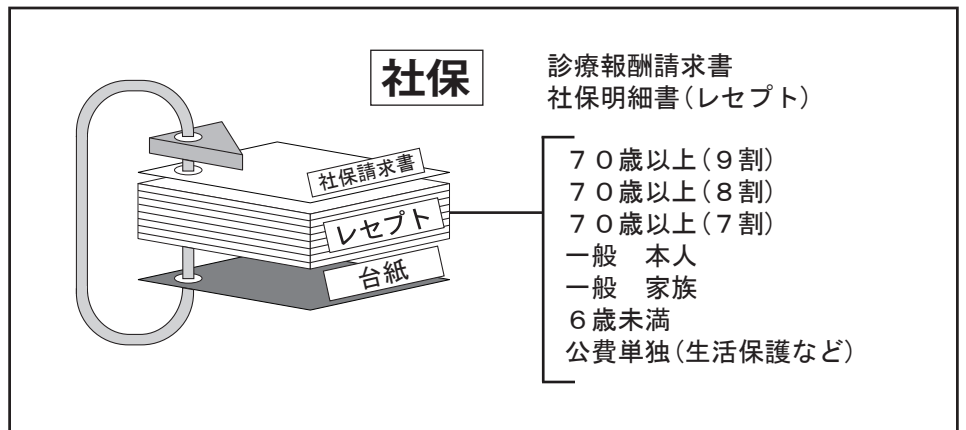 社保
診療報酬請求書
社保明細書(レセプト)
社保請求書
レセプト
台紙
７０歳以上(９割)
７０歳以上(８割)
７０歳以上(７割)
一般　本人
一般　家族
６歳未満
公費単独(生活保護など)